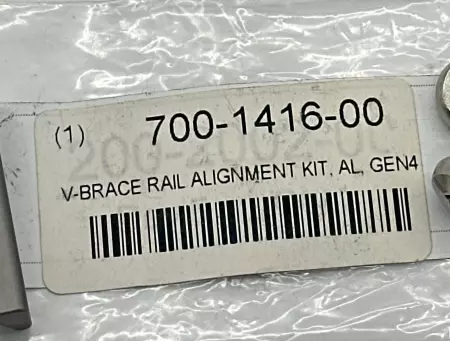 (1) 700-1416-00
V-BRACE RAIL ALIGNMENT KIT, AL, GEN4